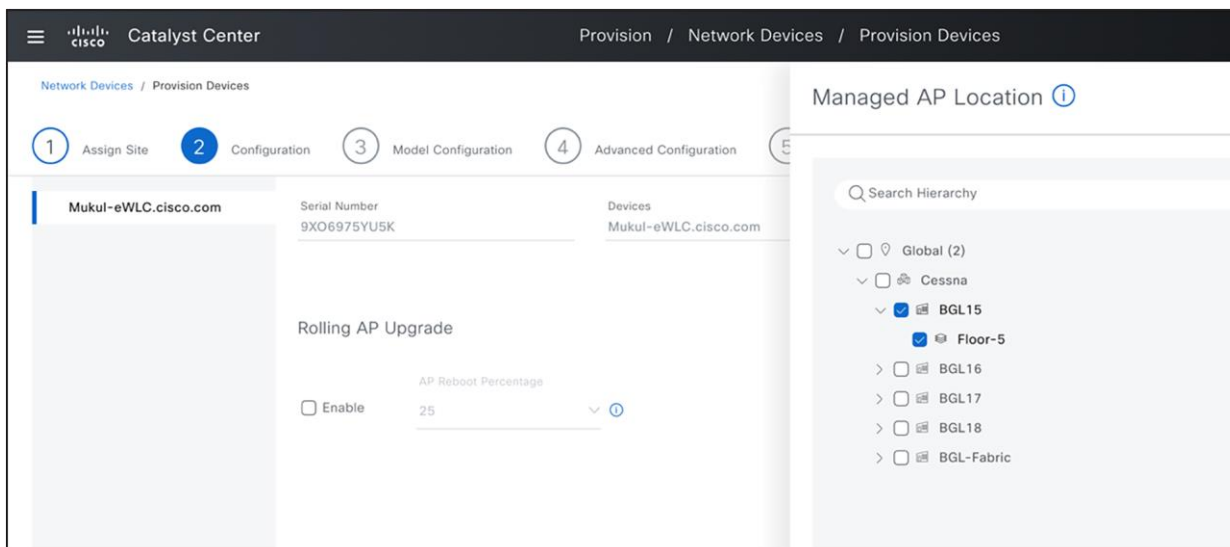 cisco Catalyst Center
Provision / Network Devices / Provision Devices
Network Devices / Provision Devices
1 Assign Site 2 Configuration 3 Model Configuration 4 Advanced Configuration 5
Mukul-eWLC.cisco.com
Serial Number
9XO6975YU5K
Devices
Mukul-eWLC.cisco.com
Rolling AP Upgrade
AP Reboot Percentage
Enable
25
Managed AP Location
Search Hierarchy
Global (2)
Cessna
BGL15
Floor-5
BGL16
BGL17
BGL18
BGL-Fabric